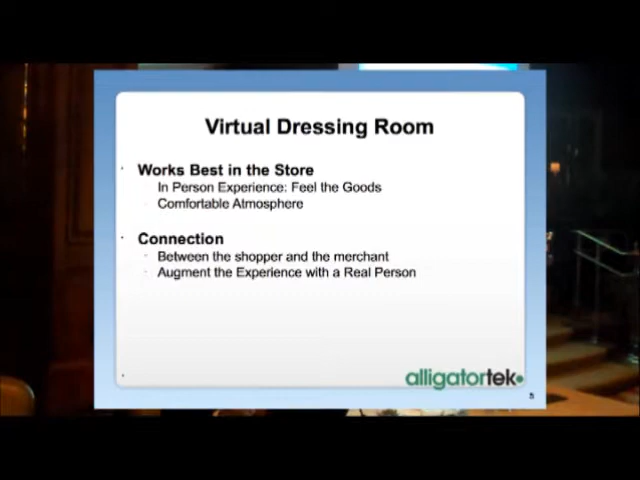 Virtual Dressing Room
Works Best in the Store
In Person Experience: Feel the Goods
Comfortable Atmosphere
Connection
Between the shopper and the merchant
Augment the Experience with a Real Person
alligatortek
5